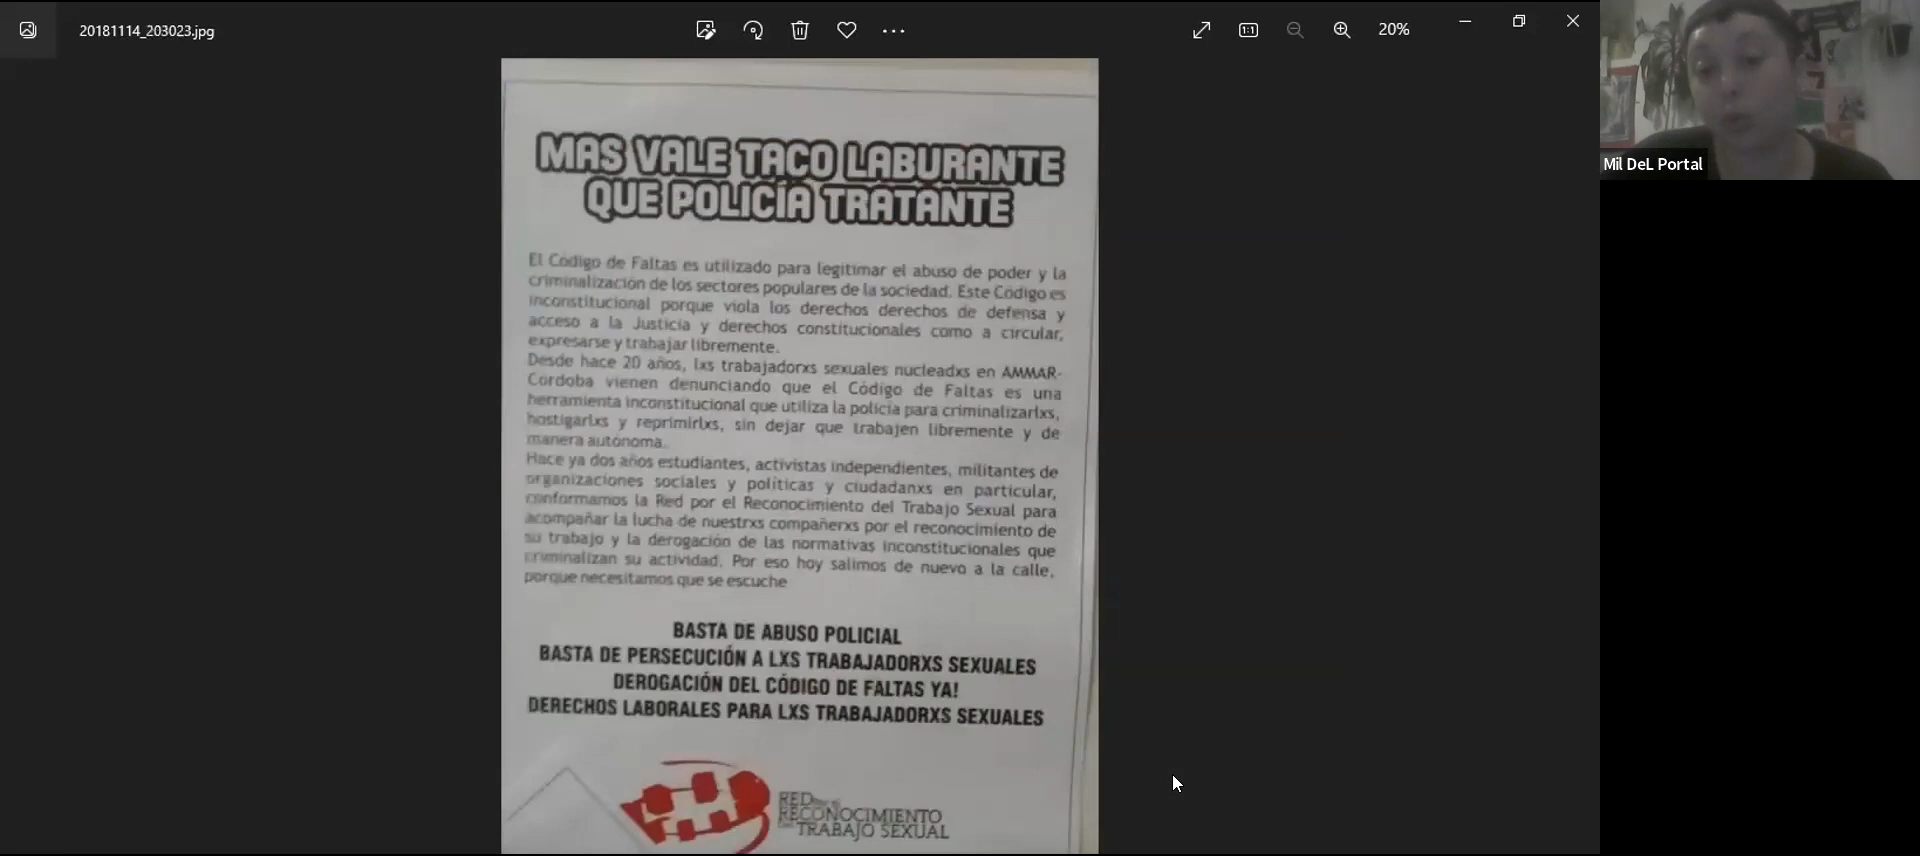 20181114_203023.jpg
20%
Mil DeL Portal
MAS VALE TACO LABURANTE
QUE POLICÍA TRATANTE
El Código de Faltas es utilizado para legitimar el abuso de poder y la
criminalización de los sectores populares de la sociedad. Este Código es
inconstitucional porque viola los derechos derechos de defensa y
acceso a la Justicia y derechos constitucionales como a circular,
expresarse y trabajar libremente.
Desde hace 20 años, lxs trabajadorxs sexuales nucleadxs en AMMAR-
Córdoba vienen denunciando que el Código de Faltas es una
herramienta inconstitucional que utiliza la policía para criminalizarlxs,
hostigarlxs y reprimirlxs, sin dejar que trabajen libremente y de
manera autónoma.
Hace ya dos años estudiantes, activistas independientes, militantes de
organizaciones sociales y políticas y ciudadanxs en particular,
conformamos la Red por el Reconocimiento del Trabajo Sexual para
acompañar la lucha de nuestrxs compañerxs por el reconocimiento de
su trabajo y la derogación de las normativas inconstitucionales que
criminalizan su actividad. Por eso hoy salimos de nuevo a la calle,
porque necesitamos que se escuche
BASTA DE ABUSO POLICIAL
BASTA DE PERSECUCIÓN A LXS TRABAJADORXS SEXUALES
DEROGACIÓN DEL CÓDIGO DE FALTAS YA!
DERECHOS LABORALES PARA LXS TRABAJADORXS SEXUALES
RED
RECONOCIMIENTO
TRABAJO SEXUAL